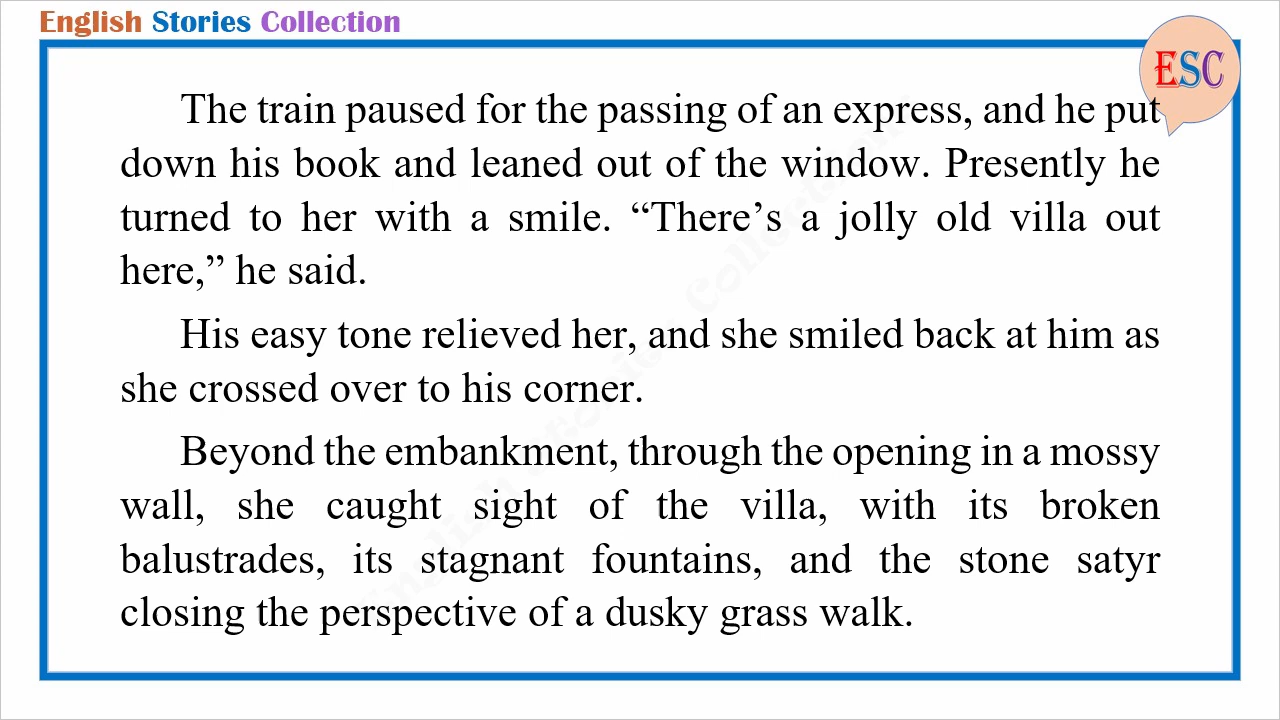 English Stories Collection
ESC
The train paused for the passing of an express, and he put
down his book and leaned out of the window. Presently he
turned to her with a smile. “There’s a jolly old villa out
here,” he said.
His easy tone relieved her, and she smiled back at him as
she crossed over to his corner.
Beyond the embankment, through the opening in a mossy
wall, she caught sight of the villa, with its broken
balustrades, its stagnant fountains, and the stone satyr
closing the perspective of a dusky grass walk.
English Stories Collection